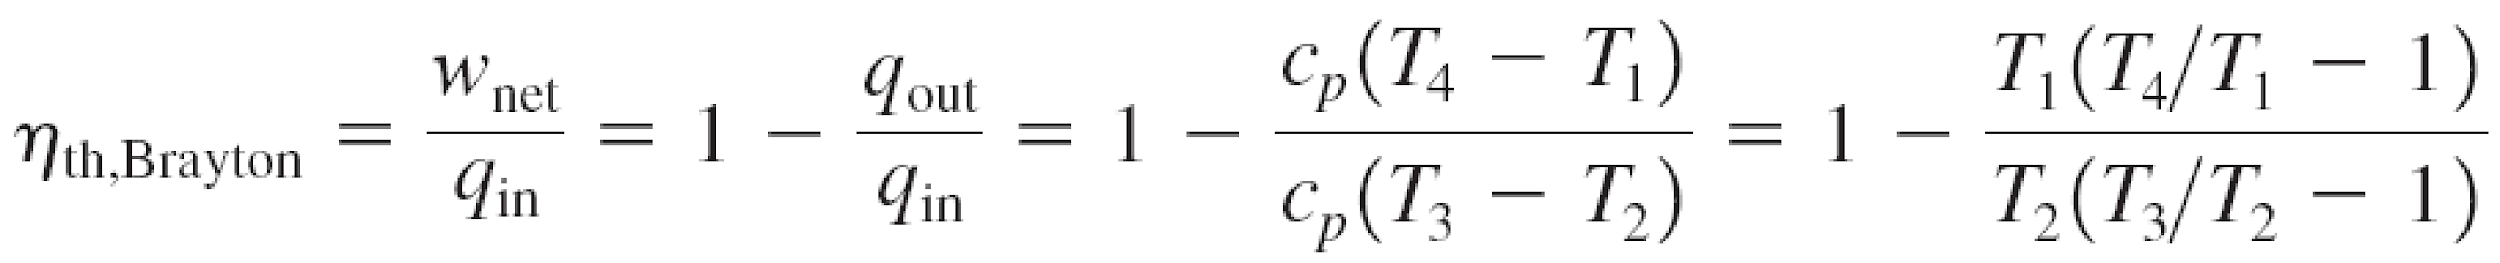 η_th,Brayton = w_net/q_in = 1 − q_out/q_in = 1 − c_p(T_4 − T_1)/c_p(T_3 − T_2) = 1 − T_1(T_4/T_1 − 1)/T_2(T_3/T_2 − 1)